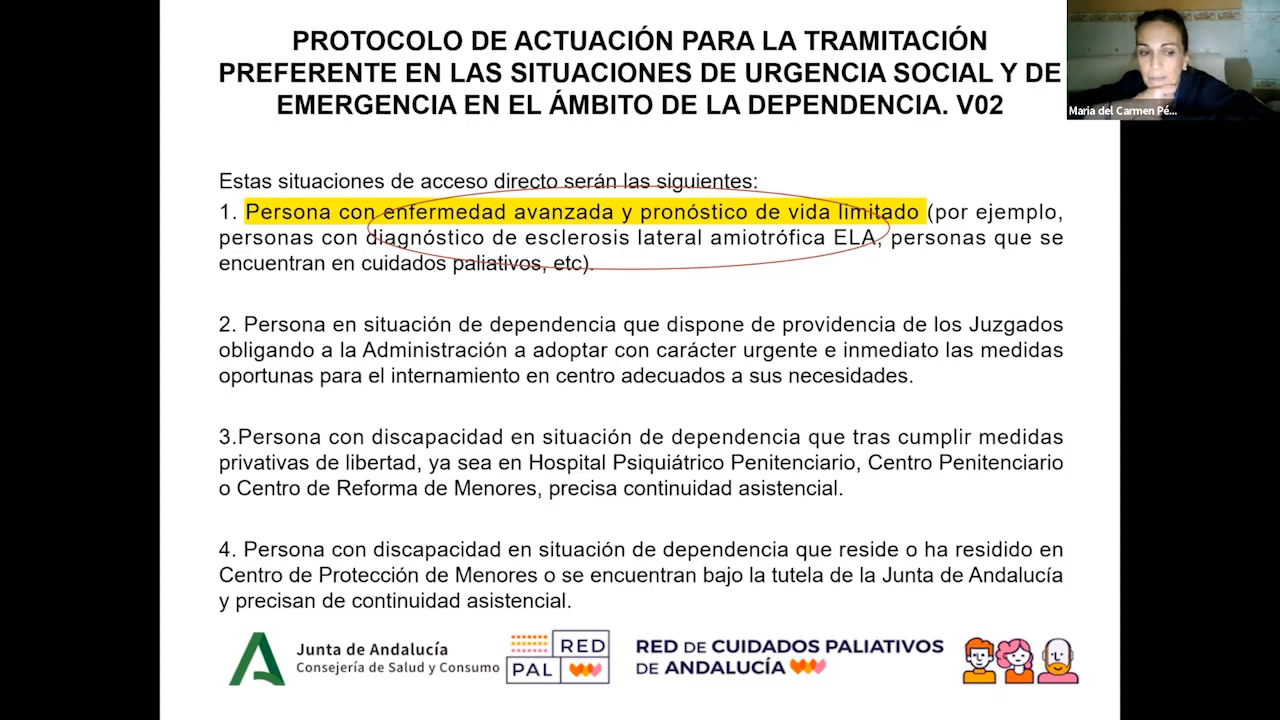 PROTOCOLO DE ACTUACIÓN PARA LA TRAMITACIÓN
PREFERENTE EN LAS SITUACIONES DE URGENCIA SOCIAL Y DE
EMERGENCIA EN EL ÁMBITO DE LA DEPENDENCIA. V02
Maria del Carmen Pé...
Estas situaciones de acceso directo serán las siguientes:
1. Persona con enfermedad avanzada y pronóstico de vida limitado (por ejemplo,
personas con diagnóstico de esclerosis lateral amiotrófica ELA, personas que se
encuentran en cuidados paliativos, etc).
2. Persona en situación de dependencia que dispone de providencia de los Juzgados
obligando a la Administración a adoptar con carácter urgente e inmediato las medidas
oportunas para el internamiento en centro adecuados a sus necesidades.
3.Persona con discapacidad en situación de dependencia que tras cumplir medidas
privativas de libertad, ya sea en Hospital Psiquiátrico Penitenciario, Centro Penitenciario
o Centro de Reforma de Menores, precisa continuidad asistencial.
4. Persona con discapacidad en situación de dependencia que reside o ha residido en
Centro de Protección de Menores o se encuentran bajo la tutela de la Junta de Andalucía
y precisan de continuidad asistencial.
Junta de Andalucía
Consejería de Salud y Consumo
RED
PAL
RED DE CUIDADOS PALIATIVOS
DE ANDALUCÍA